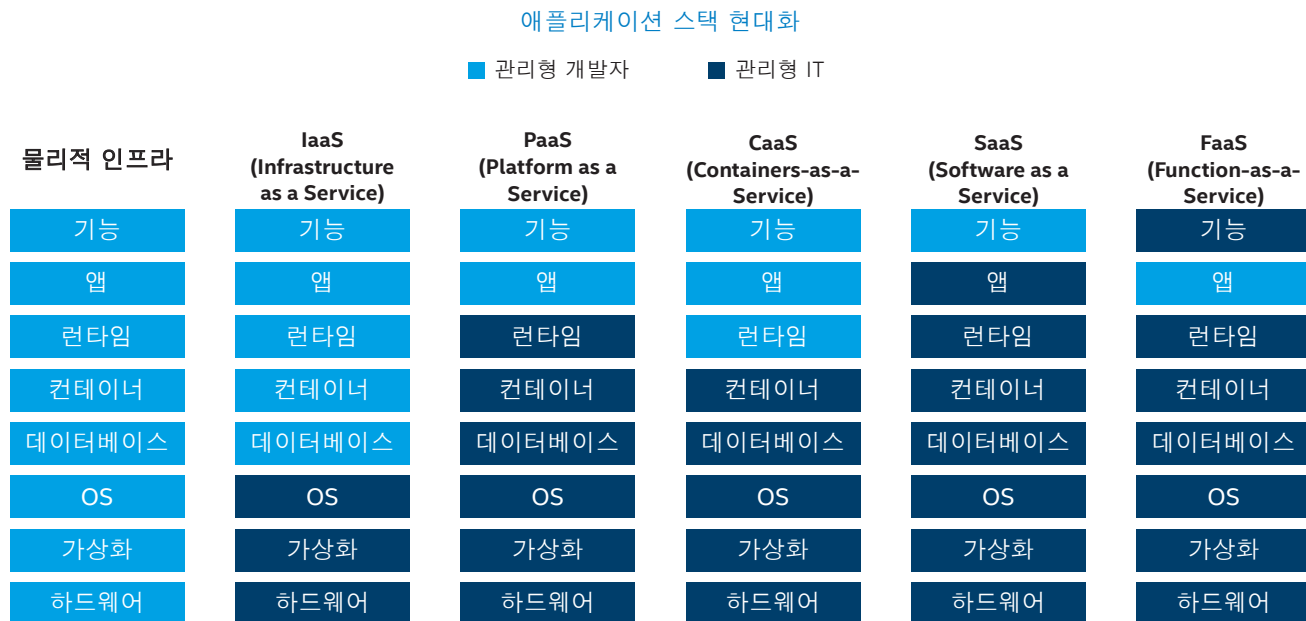 애플리케이션 스택 현대화
관리형 개발자
관리형 IT
물리적 인프라
IaaS
(Infrastructure
as a Service)
PaaS
(Platform as a
Service)
CaaS
(Containers-as-a-
Service)
SaaS
(Software as a
Service)
FaaS
(Function-as-a-
Service)
기능 기능 기능 기능 기능 기능
앱 앱 앱 앱 앱 앱
런타임 런타임 런타임 런타임 런타임 런타임
컨테이너 컨테이너 컨테이너 컨테이너 컨테이너 컨테이너
데이터베이스 데이터베이스 데이터베이스 데이터베이스 데이터베이스 데이터베이스
OS OS OS OS OS OS
가상화 가상화 가상화 가상화 가상화 가상화
하드웨어 하드웨어 하드웨어 하드웨어 하드웨어 하드웨어